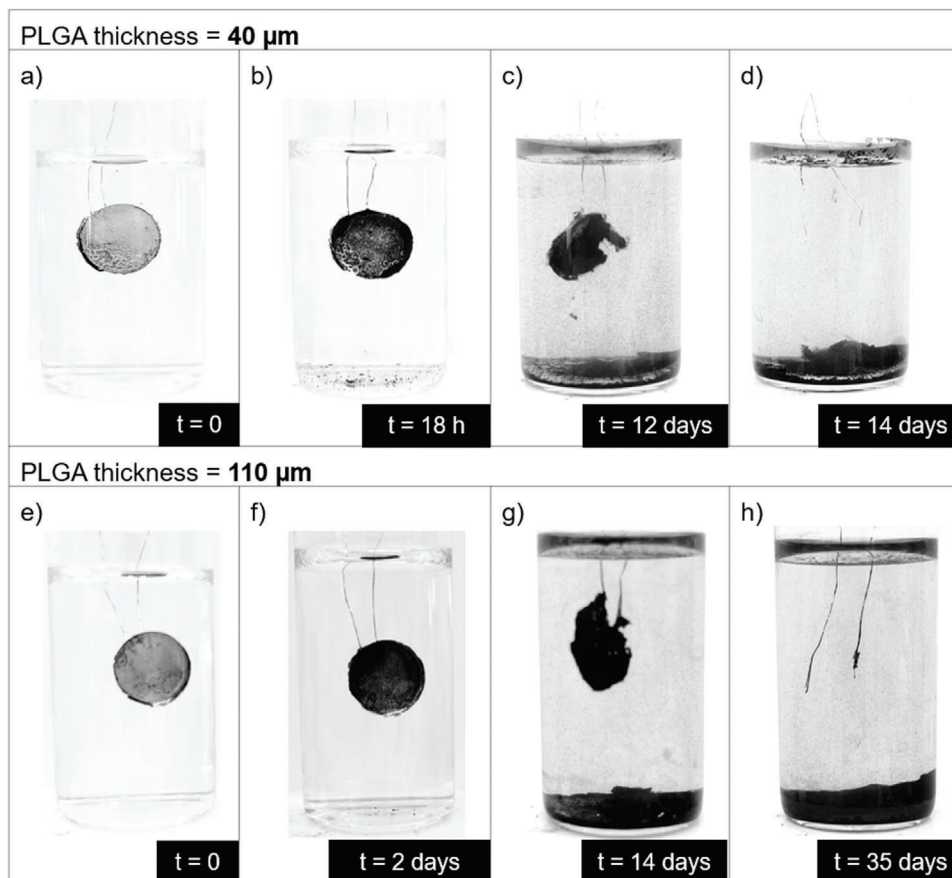 PLGA thickness = 40 µm
a)
b)
c)
d)
t = 0
t = 18 h
t = 12 days
t = 14 days
PLGA thickness = 110 µm
e)
f)
g)
h)
t = 0
t = 2 days
t = 14 days
t = 35 days